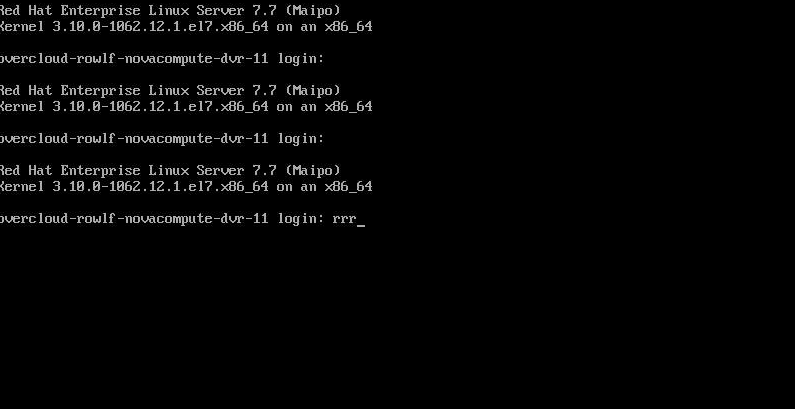 Red Hat Enterprise Linux Server 7.7 (Maipo)
Kernel 3.10.0-1062.12.1.el7.x86_64 on an x86_64
overcloud-rowlf-novacompute-dvr-11 login:
Red Hat Enterprise Linux Server 7.7 (Maipo)
Kernel 3.10.0-1062.12.1.el7.x86_64 on an x86_64
overcloud-rowlf-novacompute-dvr-11 login:
Red Hat Enterprise Linux Server 7.7 (Maipo)
Kernel 3.10.0-1062.12.1.el7.x86_64 on an x86_64
overcloud-rowlf-novacompute-dvr-11 login: rrr_